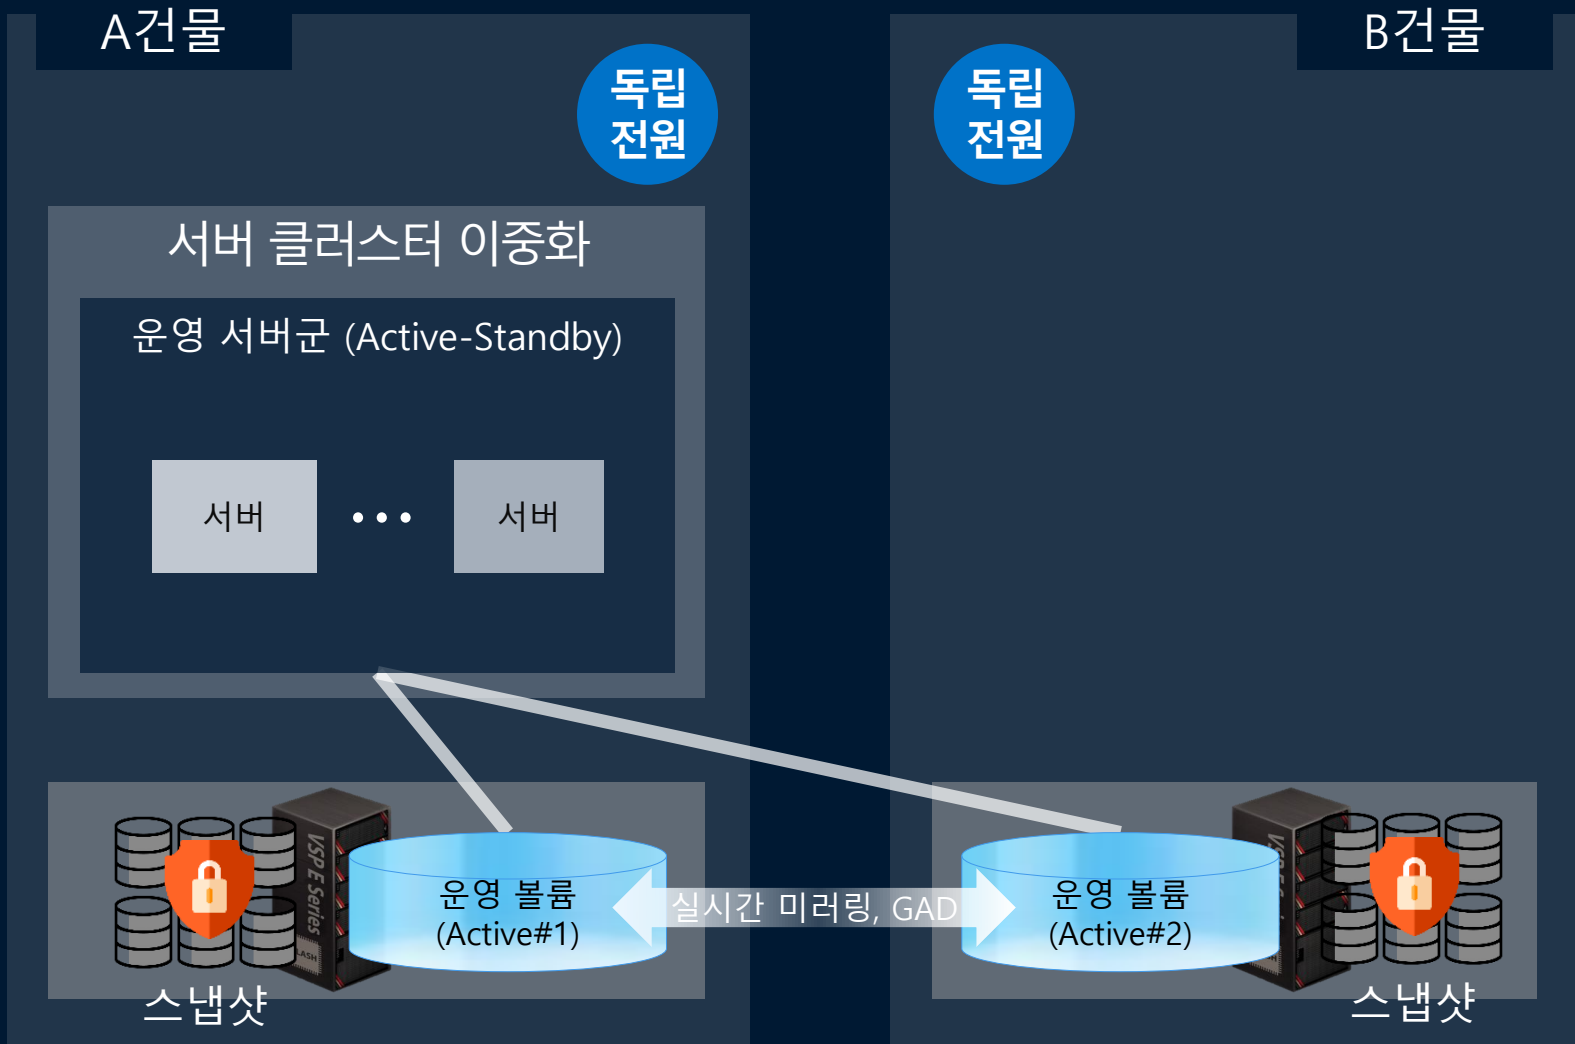 A건물
B건물
독립
전원
독립
전원
서버 클러스터 이중화
운영 서버군 (Active-Standby)
서버
•••
서버
VSP E Series
운영 볼륨
(Active#1)
실시간 미러링, GAD
운영 볼륨
(Active#2)
스냅샷
스냅샷